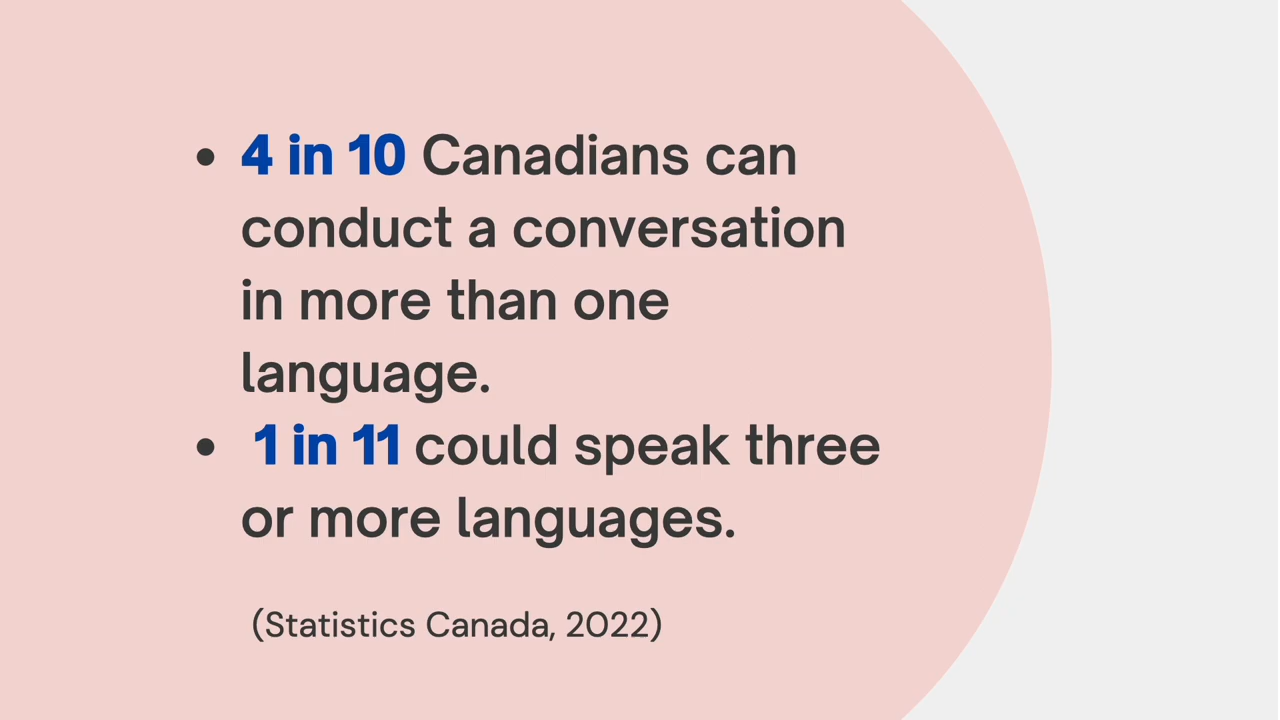 • 4 in 10 Canadians can
conduct a conversation
in more than one
language.
• 1 in 11 could speak three
or more languages.
(Statistics Canada, 2022)